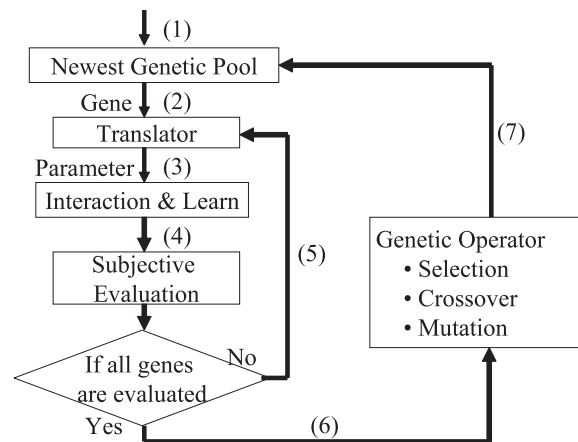 (1)
Newest Genetic Pool
Gene (2)
Translator
Parameter (3)
Interaction & Learn
(4)
Subjective
Evaluation
(5)
If all genes
are evaluated
No
Yes
(6)
Genetic Operator
• Selection
• Crossover
• Mutation
(7)